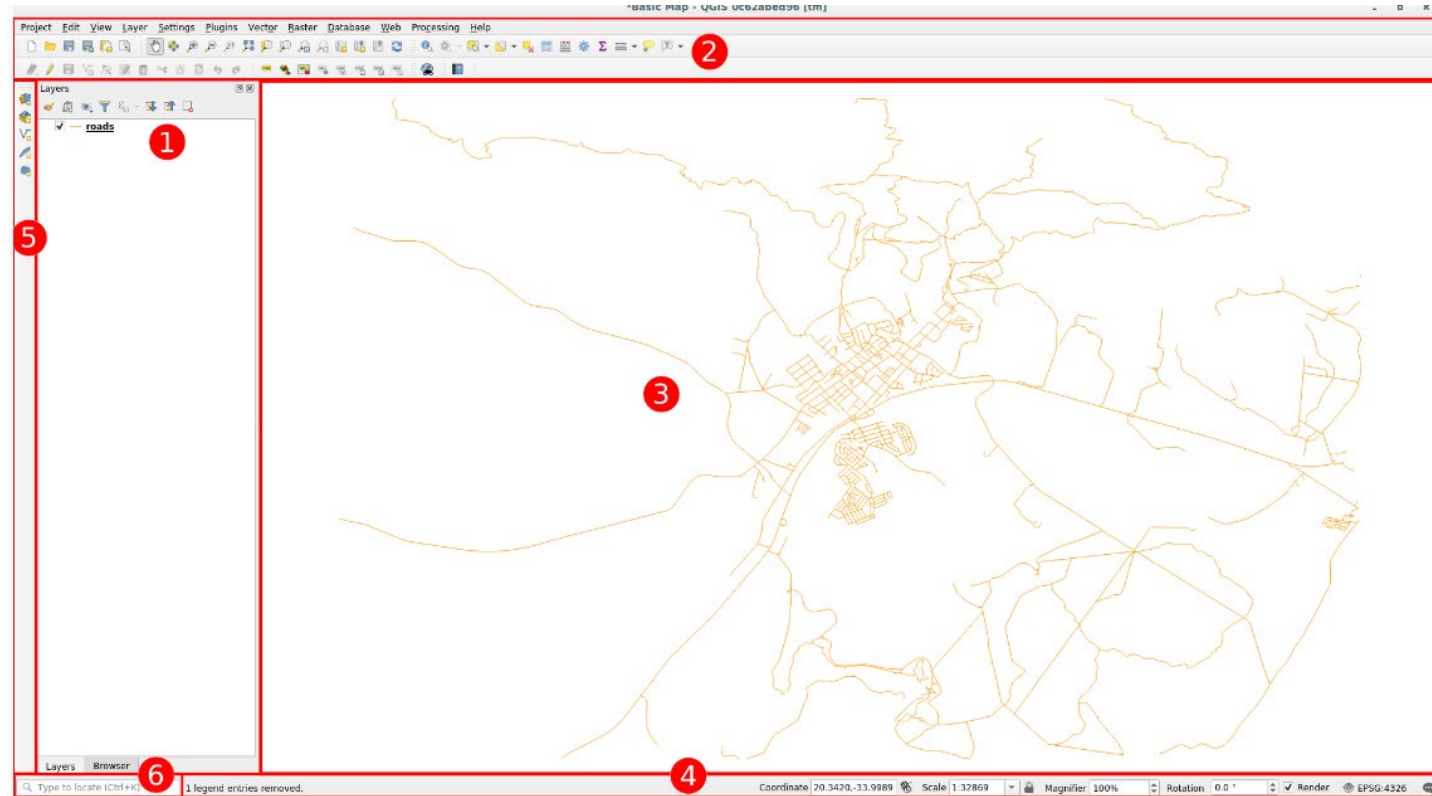 *Basic Map - QGIS 0c62abed96 [tm]
Project Edit View Layer Settings Plugins Vector Raster Database Web Processing Help
2
Layers
roads
1
5
3
Layers Browser
6
4
Type to locate (Ctrl+K)
1 legend entries removed.
Coordinate 20.3420,-33.9989 Scale 1:32869 Magnifier 100% Rotation 0.0 ° Render EPSG:4326